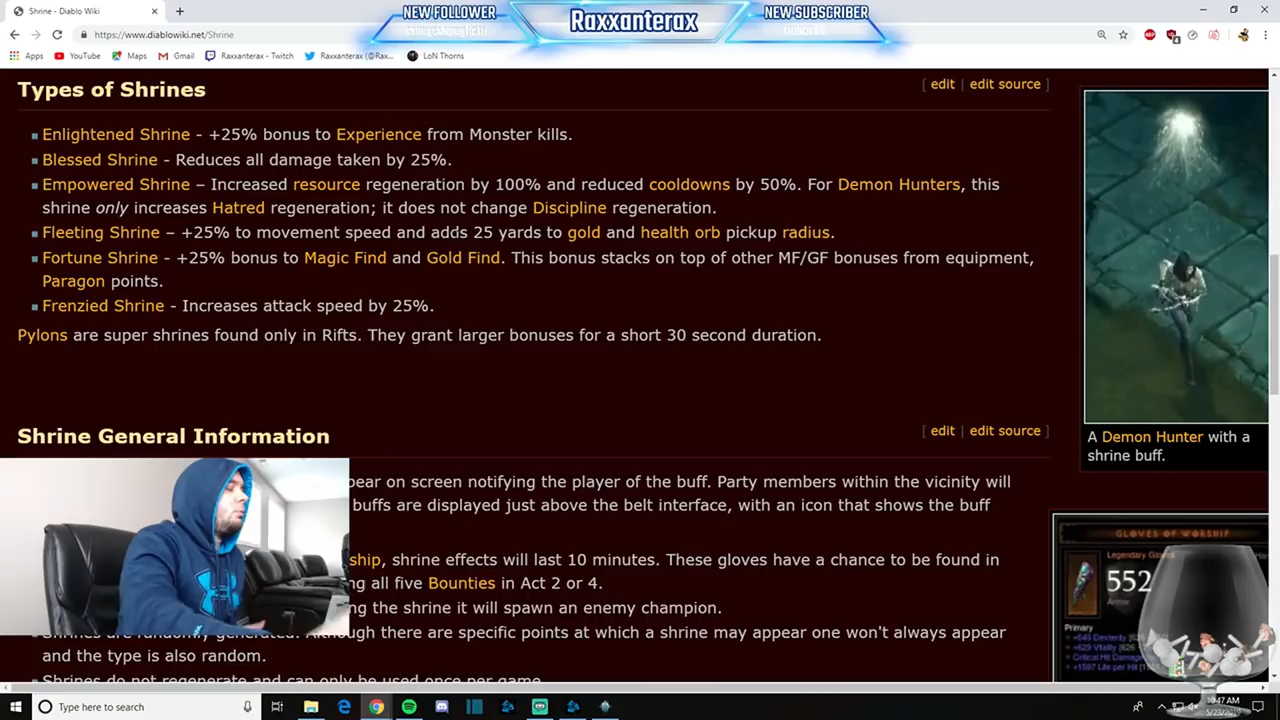 Shrine - Diablo Wiki
NEW FOLLOWER
Raxxanterax
NEW SUBSCRIBER
https://www.diablowiki.net/Shrine
Apps YouTube Maps Gmail Raxxanterax - Twitch Raxxanterax (@Rax... LoN Thorns
Types of Shrines
[ edit | edit source ]
Enlightened Shrine - +25% bonus to Experience from Monster kills.
Blessed Shrine - Reduces all damage taken by 25%.
Empowered Shrine – Increased resource regeneration by 100% and reduced cooldowns by 50%. For Demon Hunters, this
shrine only increases Hatred regeneration; it does not change Discipline regeneration.
Fleeting Shrine – +25% to movement speed and adds 25 yards to gold and health orb pickup radius.
Fortune Shrine - +25% bonus to Magic Find and Gold Find. This bonus stacks on top of other MF/GF bonuses from equipment,
Paragon points.
Frenzied Shrine - Increases attack speed by 25%.
Pylons are super shrines found only in Rifts. They grant larger bonuses for a short 30 second duration.
A Demon Hunter with a
shrine buff.
Shrine General Information
[ edit | edit source ]
pear on screen notifying the player of the buff. Party members within the vicinity will
buffs are displayed just above the belt interface, with an icon that shows the buff
ship, shrine effects will last 10 minutes. These gloves have a chance to be found in
ng all five Bounties in Act 2 or 4.
ng the shrine it will spawn an enemy champion.
Shrines are randomly generated. Although there are specific points at which a shrine may appear one won't always appear
and the type is also random.
Shrines do not regenerate and can only be used once per game.
GLOVES OF WORSHIP
Legendary Gloves
552
Armor
Primary
+649 Dexterity
+629 Vitality
Critical Hit Damage
+1597 Life per Hit
Type here to search
10:47 AM